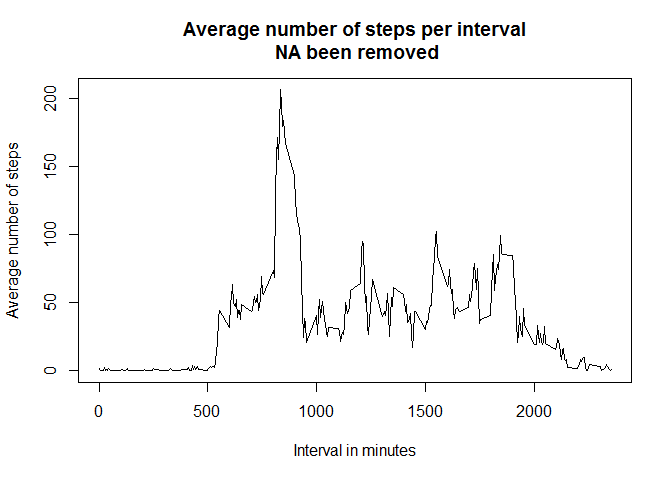 Average number of steps per interval
NA been removed
Average number of steps
200
150
100
50
0
0 500 1000 1500 2000
Interval in minutes